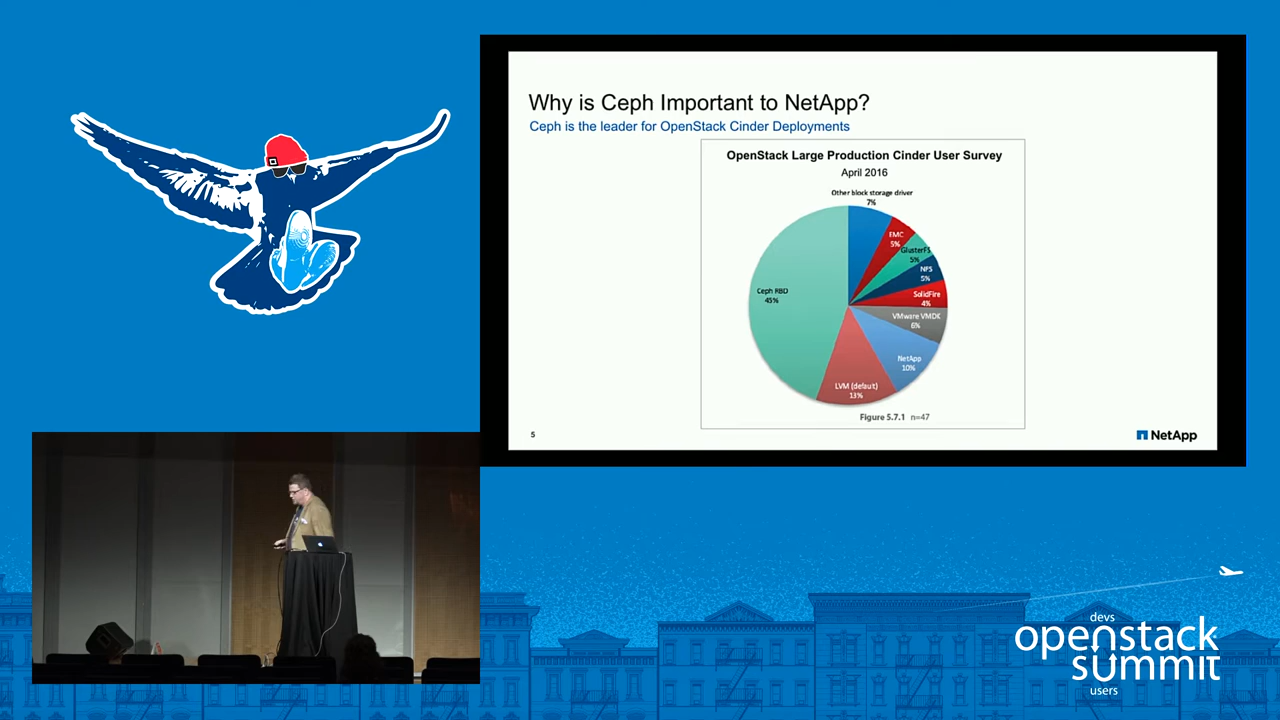 Why is Ceph Important to NetApp?
Ceph is the leader for OpenStack Cinder Deployments
OpenStack Large Production Cinder User Survey
April 2016
Other block storage driver
7%
EMC
5%
GlusterFS
5%
NFS
5%
SolidFire
4%
VMware VMDK
6%
NetApp
10%
LVM (defaut)
13%
Ceph RBD
45%
Figure 5.7.1 n=47
5
NetApp
devs
openstack
summit
users